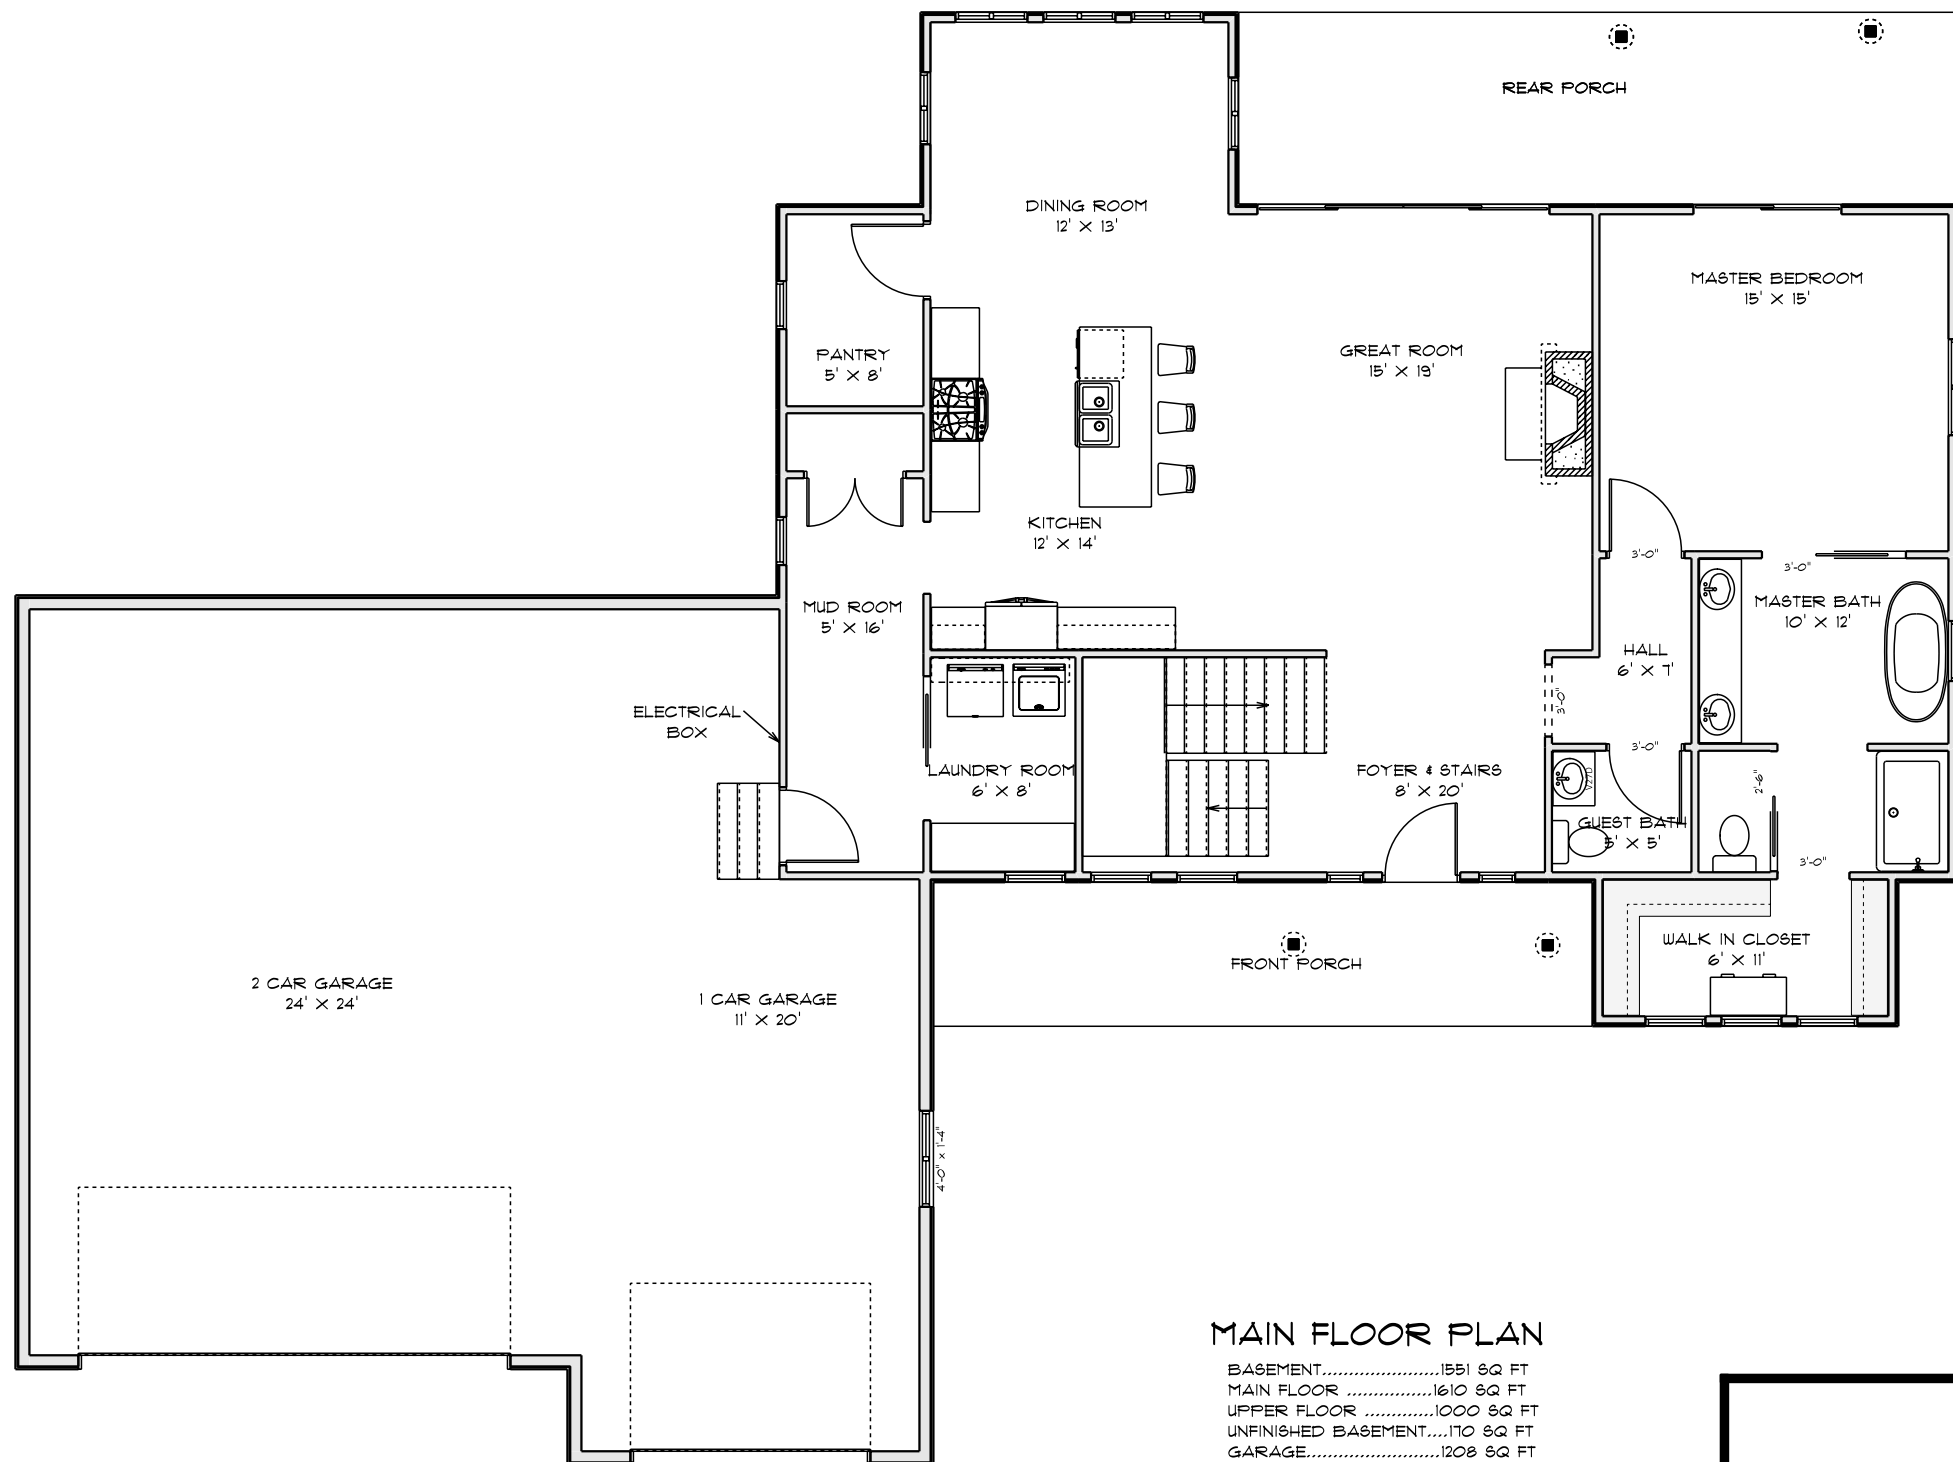 REAR PORCH
DINING ROOM
12' X 13'
MASTER BEDROOM
15' X 15'
PANTRY
5' X 8'
GREAT ROOM
15' X 19'
KITCHEN
12' X 14'
3'-0"
3'-0"
MUD ROOM
5' X 16'
MASTER BATH
10' X 12'
HALL
6' X 7'
3'-0"
ELECTRICAL
BOX
3'-0"
LAUNDRY ROOM
6' X 8'
FOYER & STAIRS
8' X 20'
V27D
2'-6"
GUEST BATH
5' X 5'
3'-0"
WALK IN CLOSET
6' X 11'
FRONT PORCH
2 CAR GARAGE
24' X 24'
1 CAR GARAGE
11' X 20'
4'-0" x 1'-4"
MAIN FLOOR PLAN
BASEMENT......................1551 SQ FT
MAIN FLOOR ................1610 SQ FT
UPPER FLOOR .............1000 SQ FT
UNFINISHED BASEMENT....170 SQ FT
GARAGE.........................1208 SQ FT